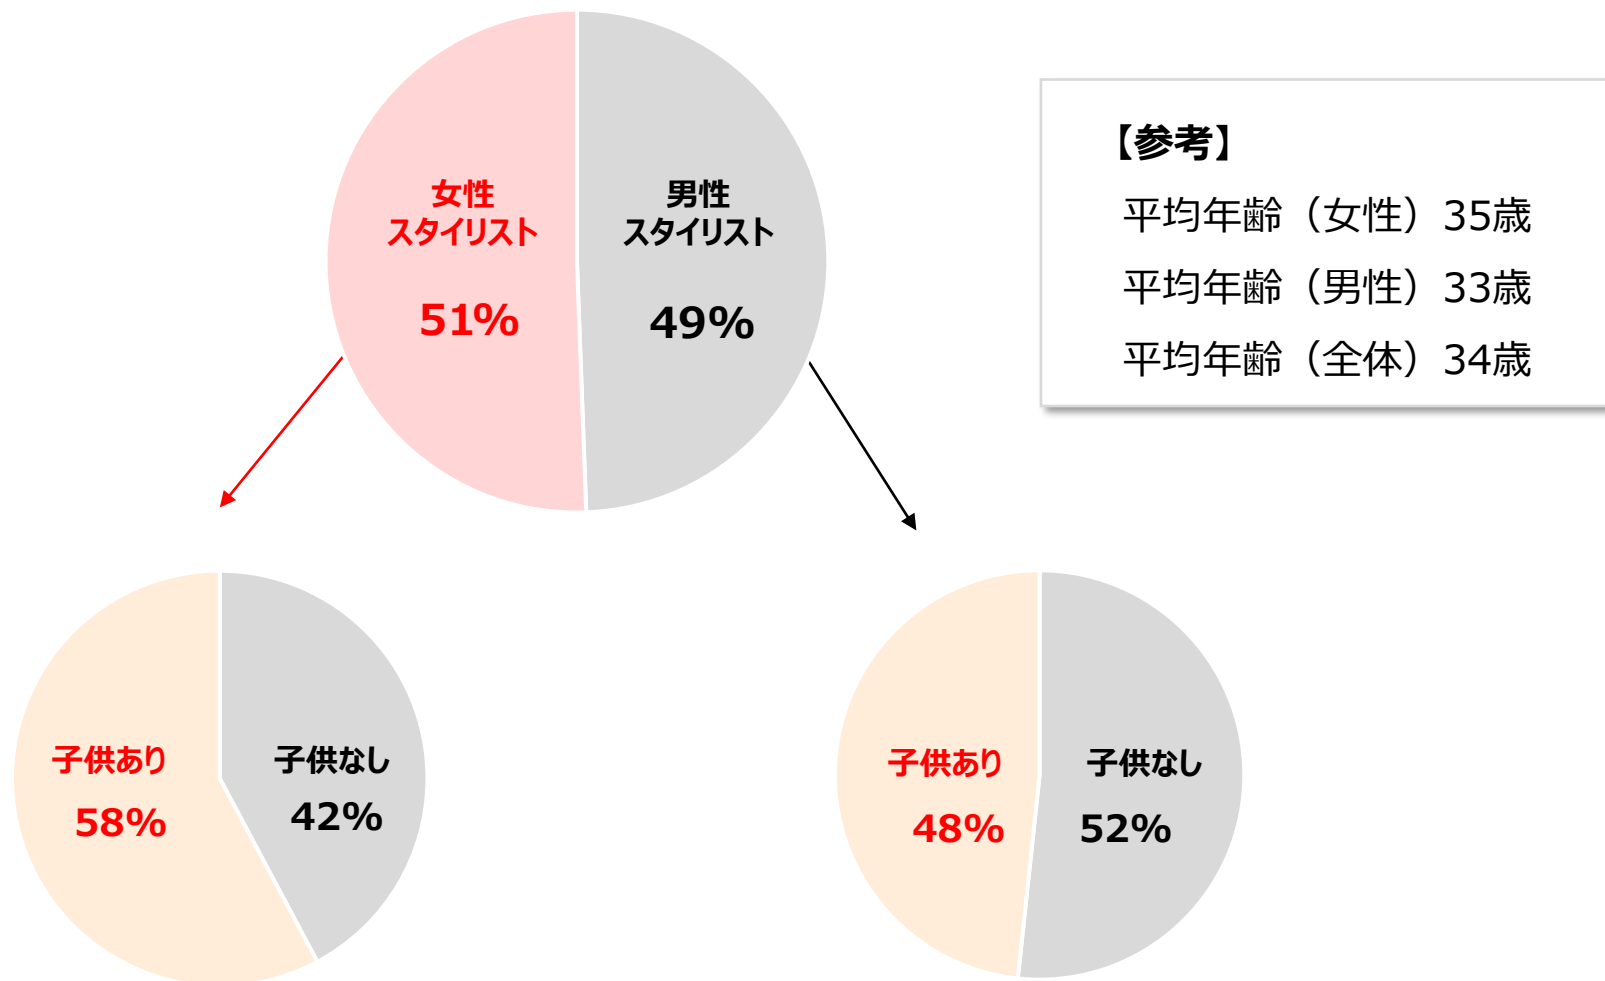 女性
スタイリスト
51%
男性
スタイリスト
49%
【参考】
平均年齢（女性）35歳
平均年齢（男性）33歳
平均年齢（全体）34歳
子供あり
58%
子供なし
42%
子供あり
48%
子供なし
52%